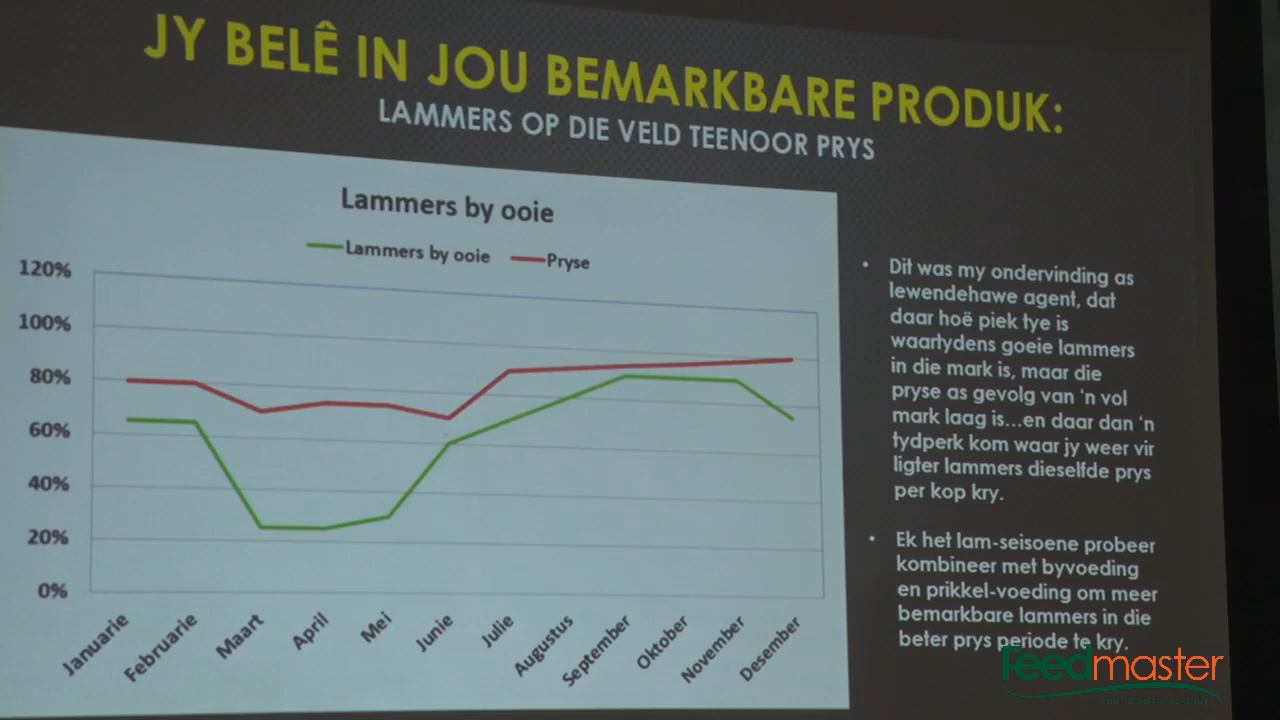 JY BELÊ IN JOU BEMARKBARE PRODUK:
LAMMERS OP DIE VELD TEENOOR PRYS
Lammers by ooie
Lammers by ooie
Pryse
120%
100%
80%
60%
40%
20%
0%
Januarie
Februarie
Maart
April
Mei
Junie
Julie
Augustus
September
Oktober
November
Desember
• Dit was my ondervinding as
lewendehawe agent, dat
daar hoë piek tye is
waartydens goeie lammers
in die mark is, maar die
pryse as gevolg van 'n vol
mark laag is...en daar dan 'n
tydperk kom waar jy weer vir
ligter lammers dieselfde prys
per kop kry.
• Ek het lam-seisoene probeer
kombineer met byvoeding
en prikkel-voeding om meer
bemarkbare lammers in die
beter prys periode te kry.
Feedmaster